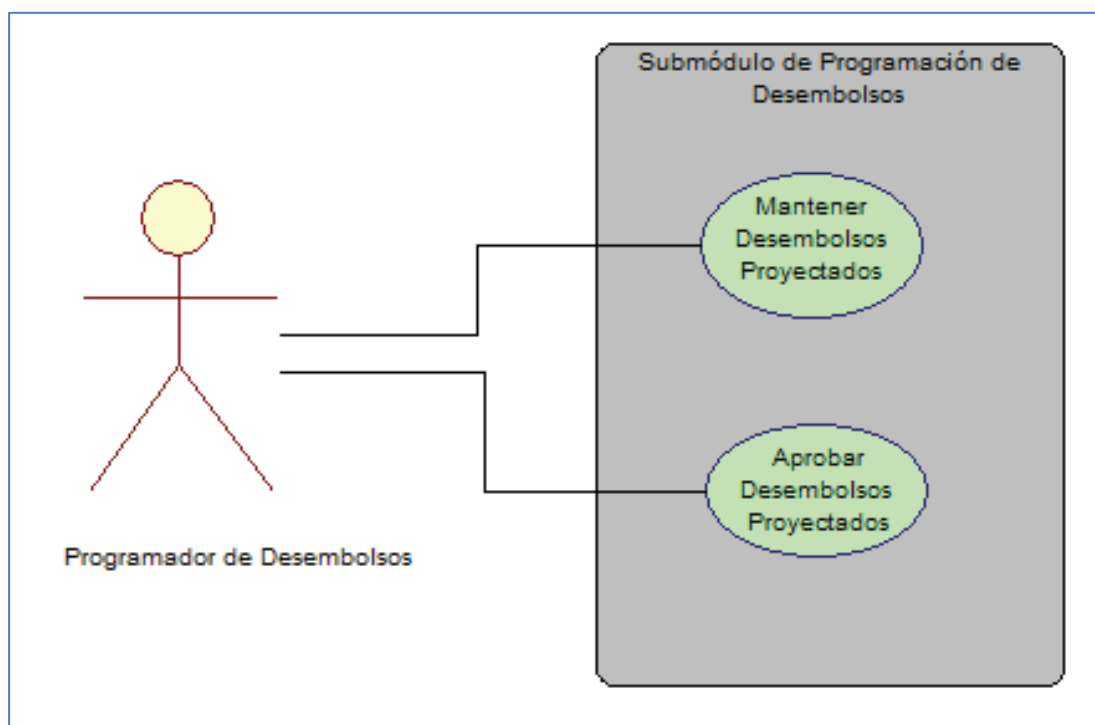 Submódulo de Programación de
Desembolsos
Mantener
Desembolsos
Proyectados
Aprobar
Desembolsos
Proyectados
Programador de Desembolsos